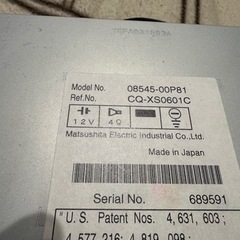 Model No. 08545-00P81
Ref.No. CQ-XS0601C
12V 4Ω
Matsushita Electric Industrial Co.,Ltd.
Made in Japan
Serial No. 689591
*U.S. Patent Nos. 4,631,603;
4,577,216; 4,819,098;